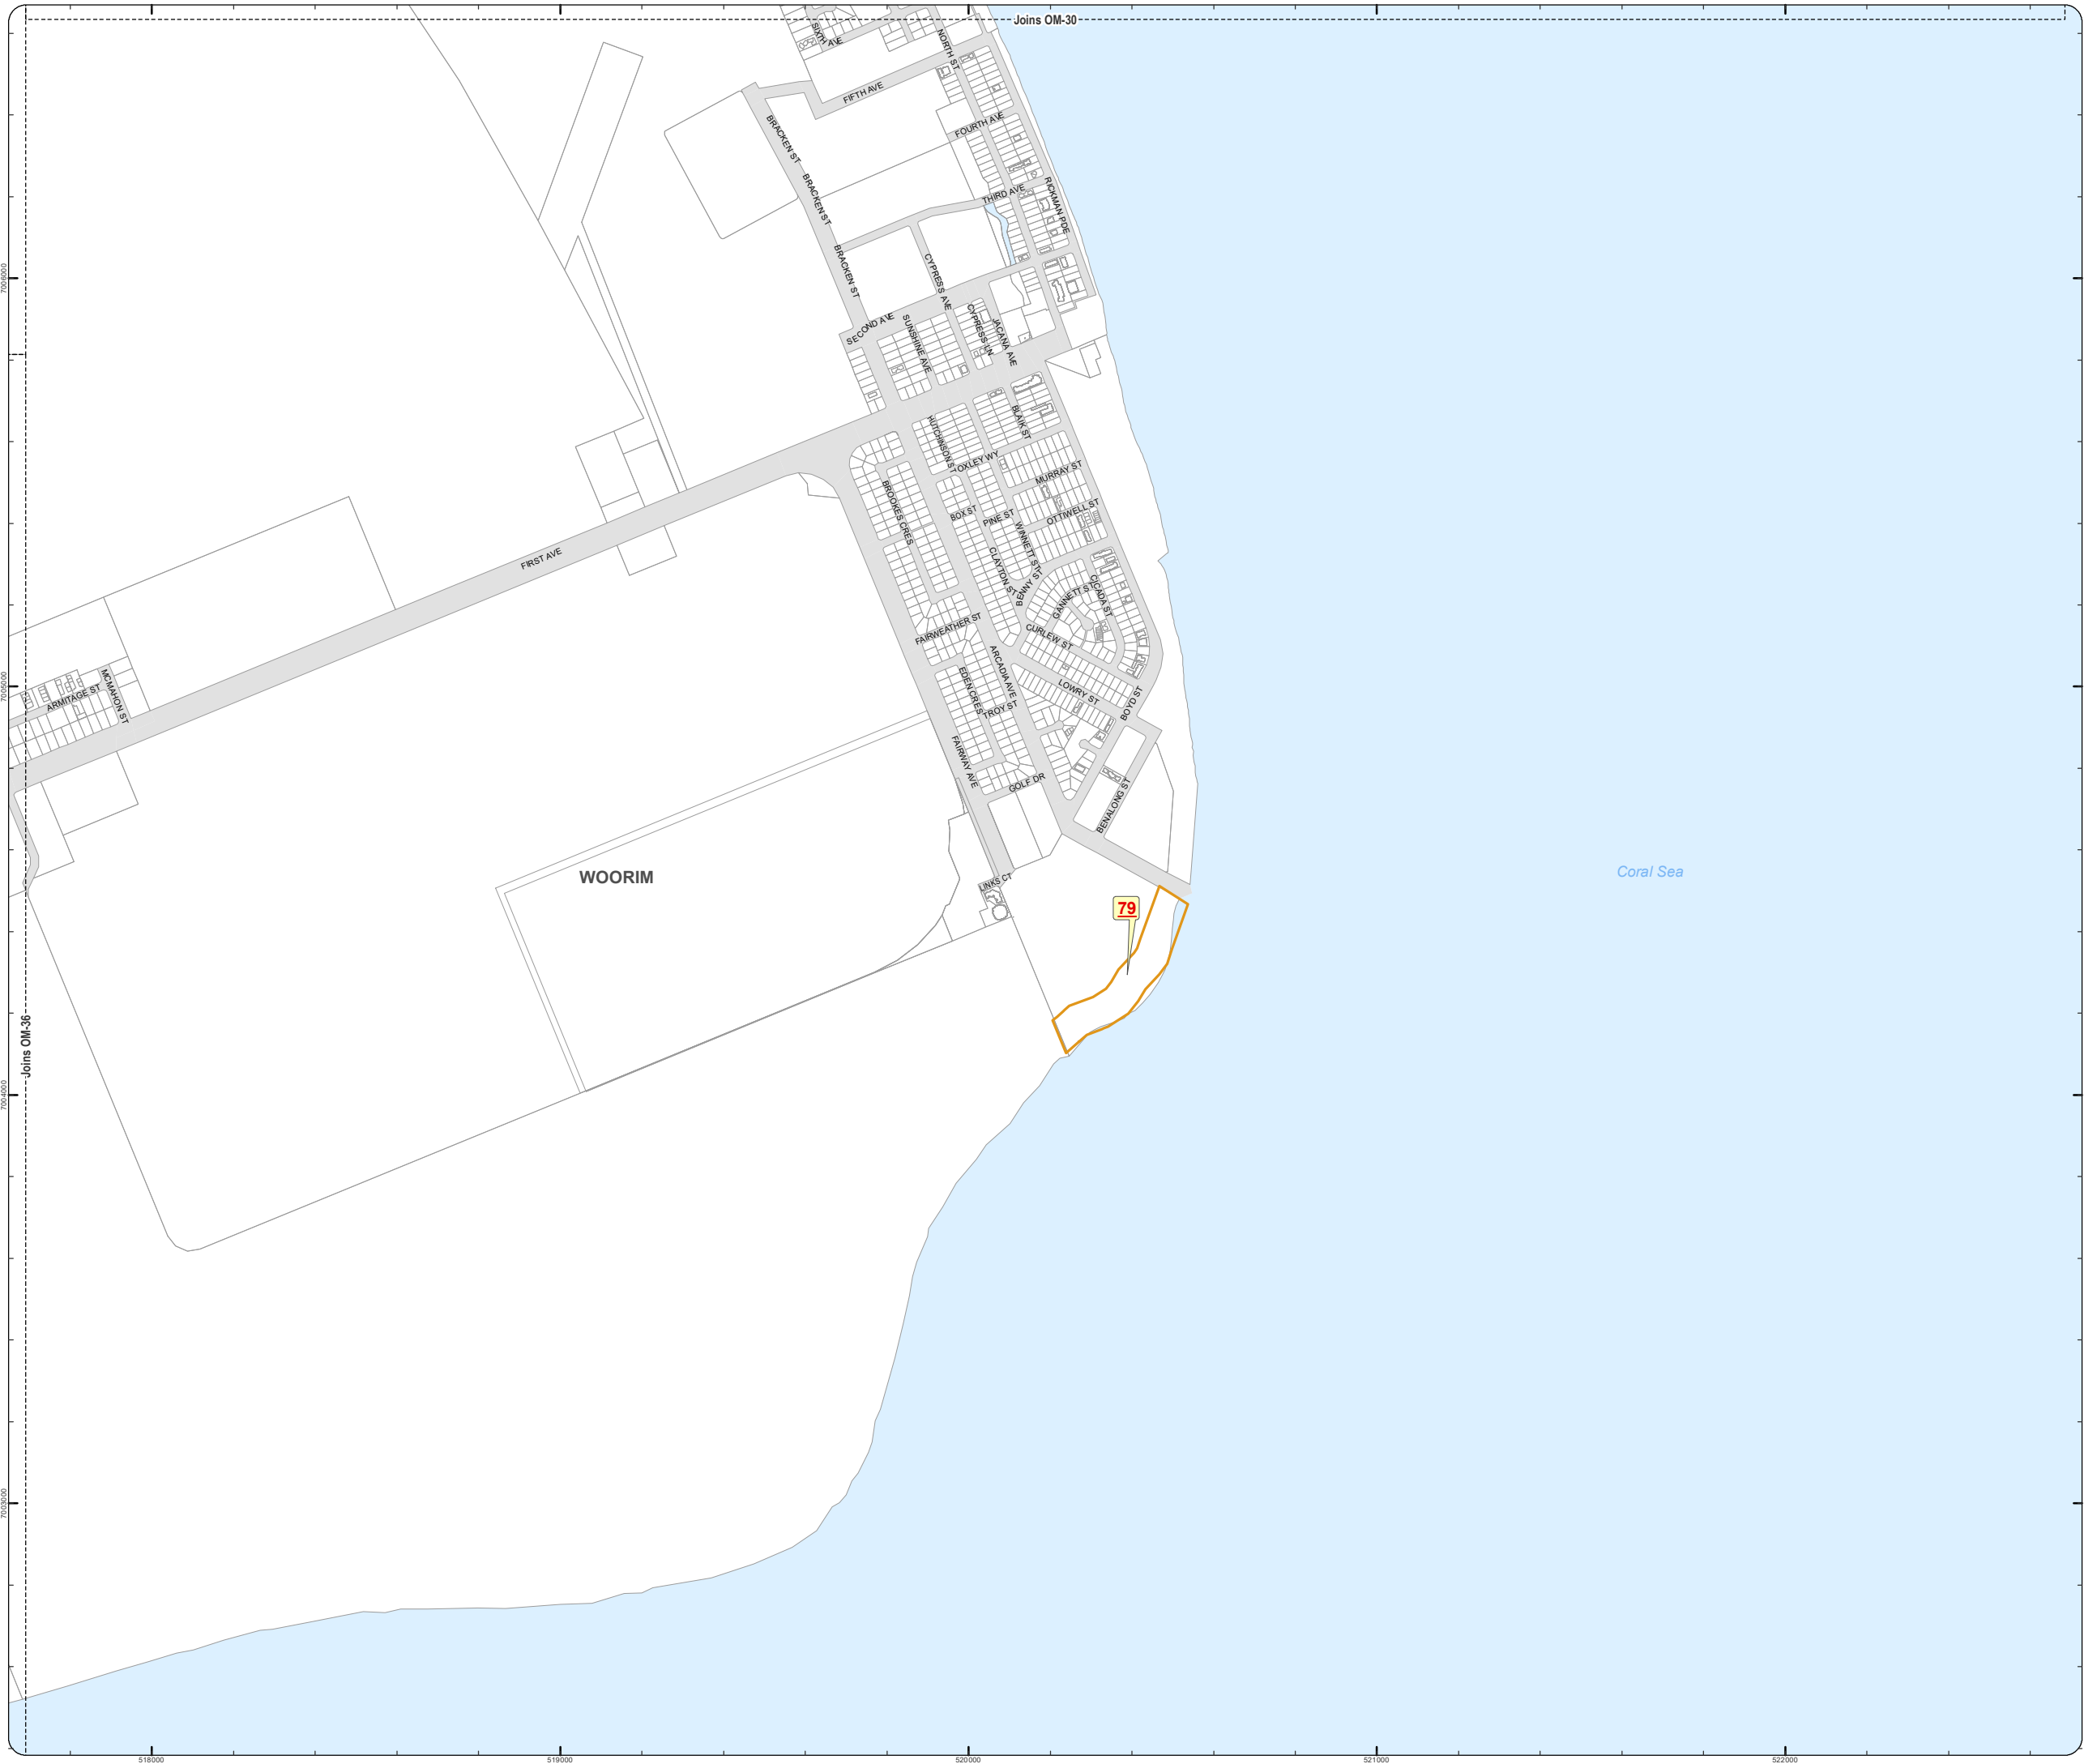 Joins OM-30
SIXTH AVE
NORTH ST
FIFTH AVE
BRACKEN ST
FOURTH AVE
BRACKEN ST
THIRD AVE
RICKMAN PDE
BRACKEN ST
CYPRESS AVE
7006000
SECOND AVE
SUNSHINE AVE
CYPRESS LN
JACANA AVE
HUTCHINSON ST
BLAIK ST
OXLEY WY
MURRAY ST
BROOKES CRES
BOX ST
PINE ST
OTTIWELL ST
WINNETT ST
FIRST AVE
CLAYTON ST
BENNY ST
GANNETT ST
CICADA ST
FAIRWEATHER ST
CURLEW ST
ARCADIA AVE
7005000
ARMITAGE ST
MCMAHON ST
EDEN CRES
LOWRY ST
BOYD ST
TROY ST
FAIRWAY AVE
GOLF DR
BENALONG ST
WOORIM
LINKS CT
Coral Sea
79
Joins OM-36
7004000
7003000
518000
519000
520000
521000
522000